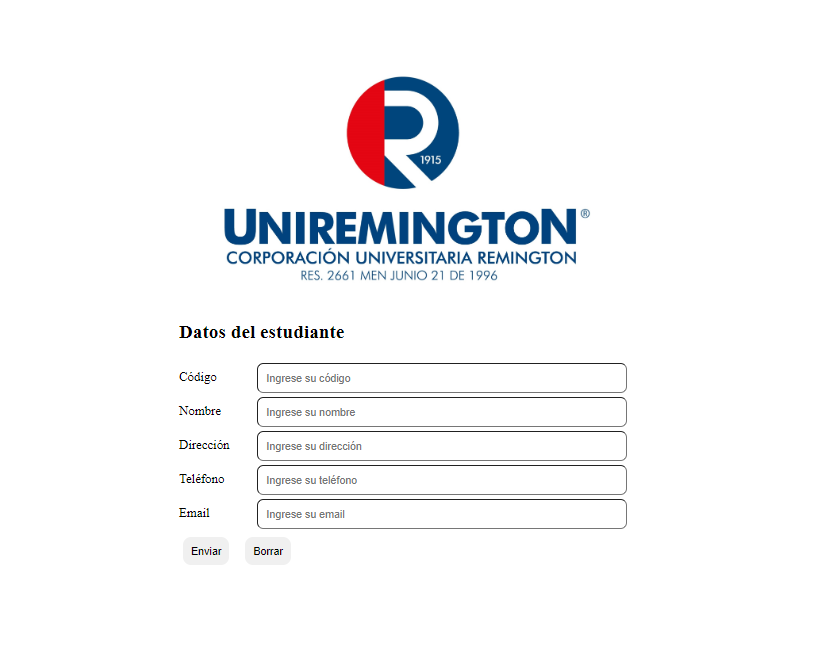 R
1915
UNIREMINGTON®
CORPORACIÓN UNIVERSITARIA REMINGTON
RES. 2661 MEN JUNIO 21 DE 1996
Datos del estudiante
Código Ingrese su código
Nombre Ingrese su nombre
Dirección Ingrese su dirección
Teléfono Ingrese su teléfono
Email Ingrese su email
Enviar Borrar